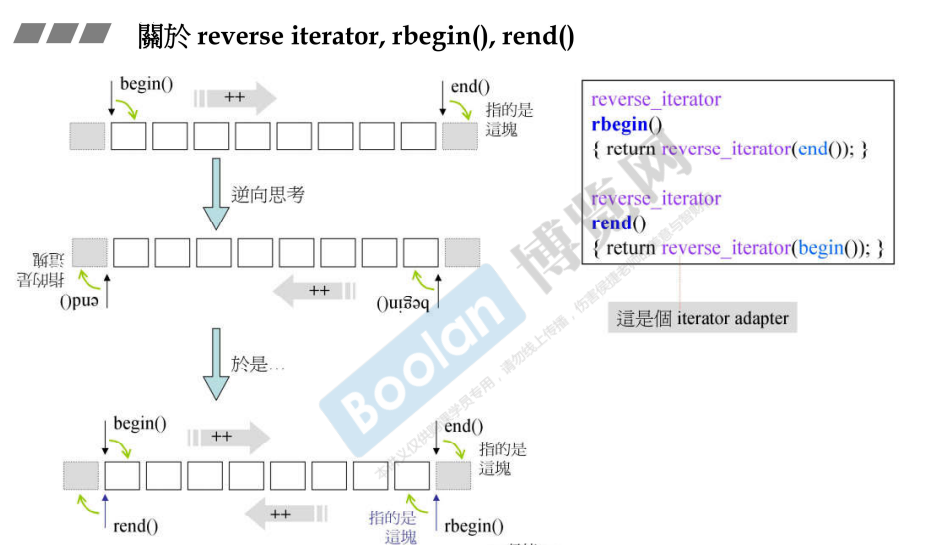 關於 reverse iterator, rbegin(), rend()
begin()
++
end()
指的是
這塊
reverse_iterator
rbegin()
{ return reverse_iterator(end()); }
reverse_iterator
rend()
{ return reverse_iterator(begin()); }
這是個 iterator adapter
逆向思考
指的是
這塊
end()
++
begin()
於是...
begin()
++
end()
指的是
這塊
rend()
++
指的是
這塊
rbegin()
Boolan 博览网